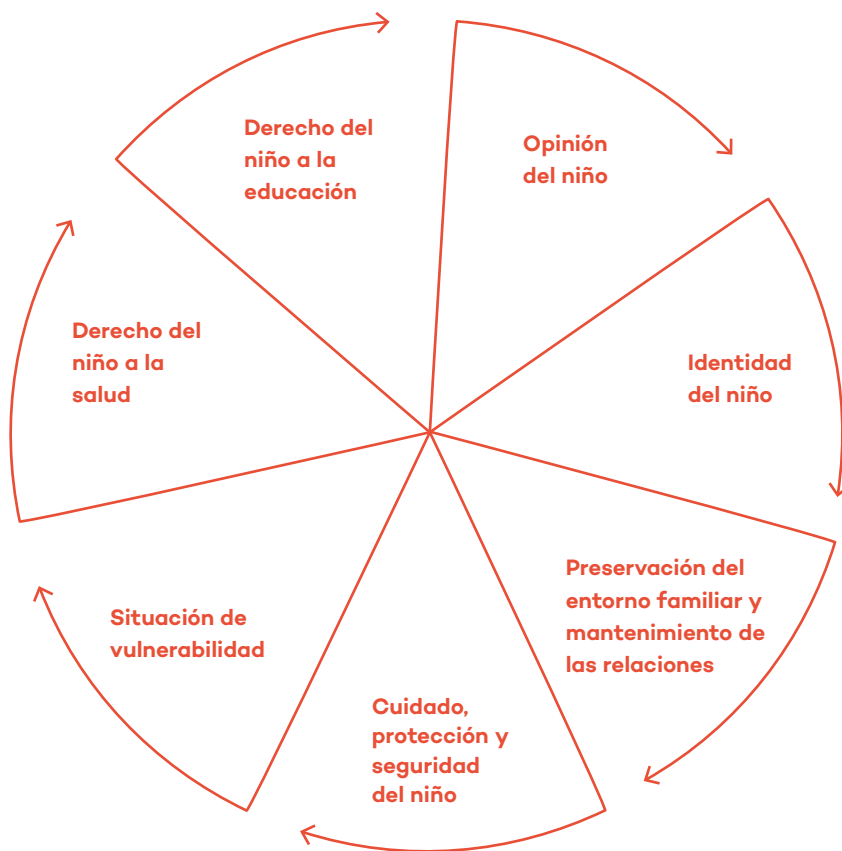 Derecho del
niño a la
educación
Opinión
del niño
Identidad
del niño
Preservación del
entorno familiar y
mantenimiento de
las relaciones
Cuidado,
protección y
seguridad
del niño
Situación de
vulnerabilidad
Derecho del
niño a la
salud